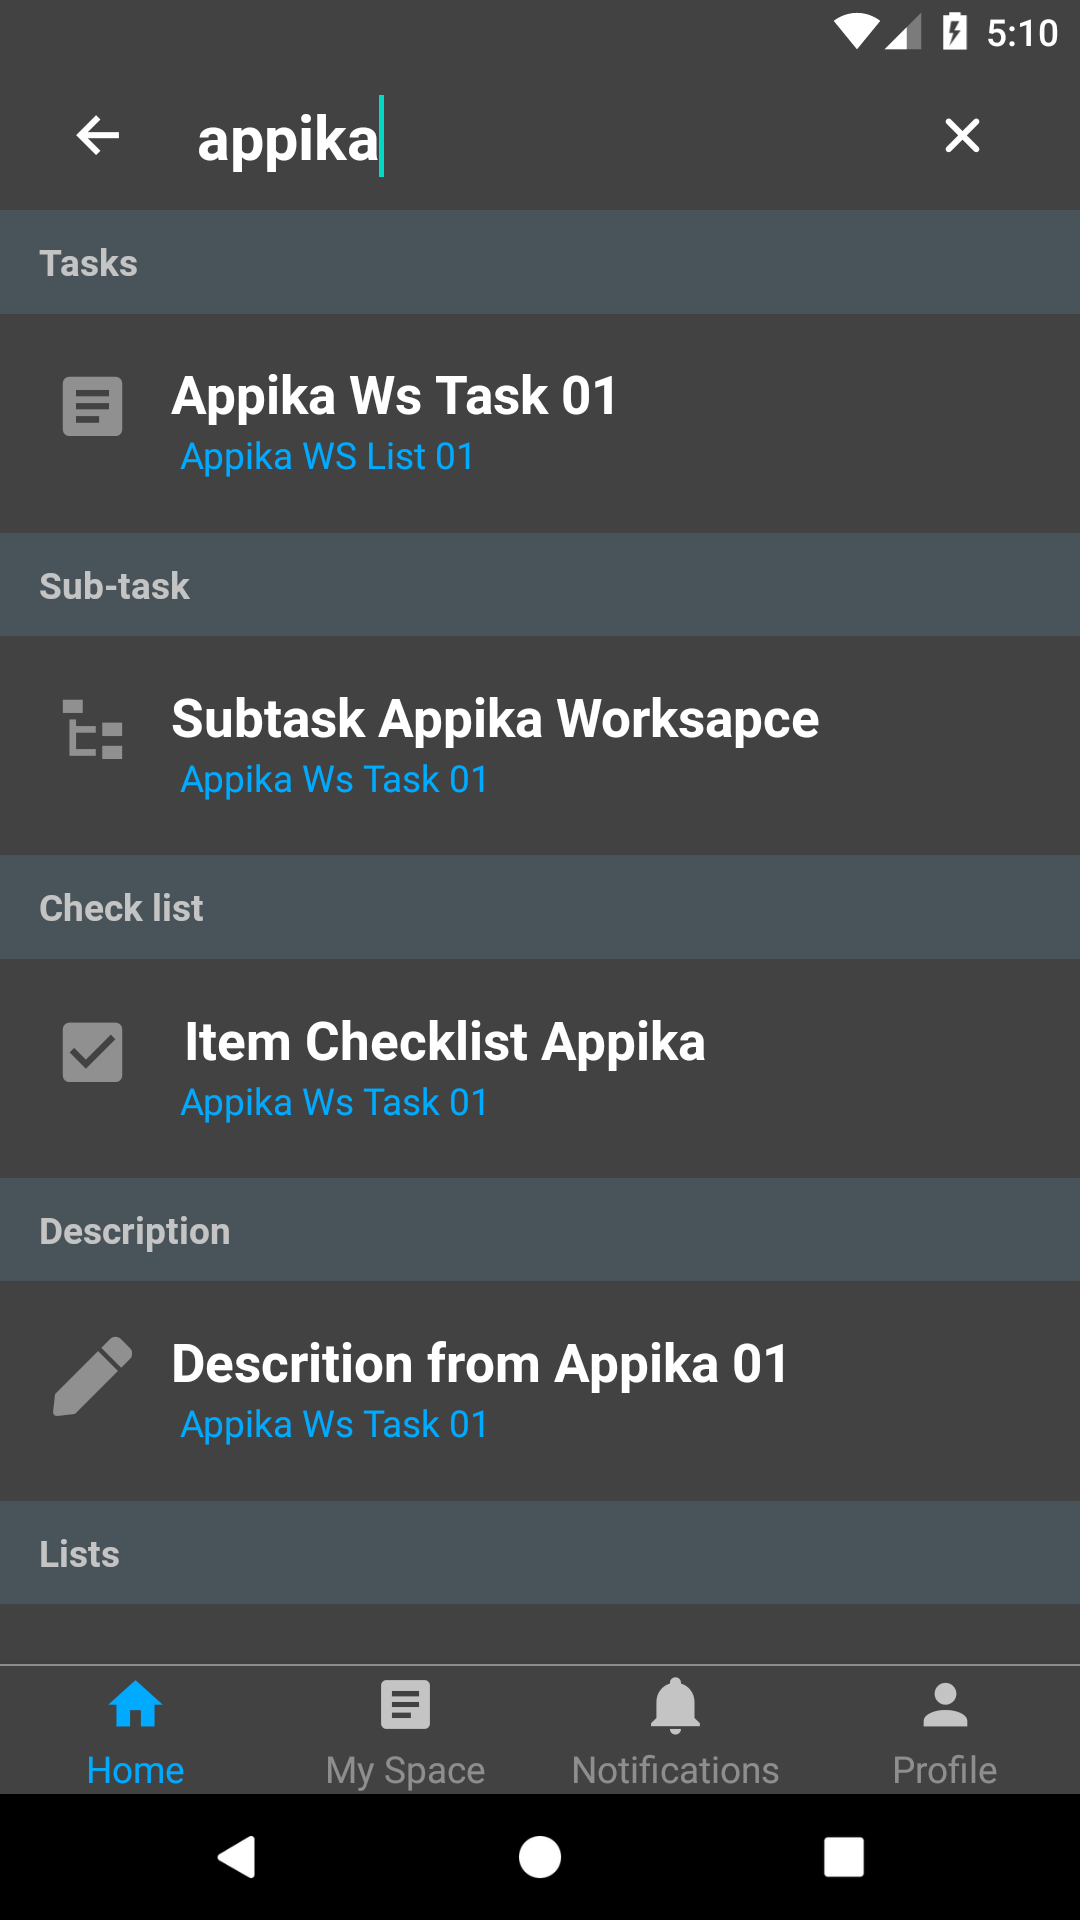 5:10
appika
Tasks
Appika Ws Task 01
Appika WS List 01
Sub-task
Subtask Appika Worksapce
Appika Ws Task 01
Check list
Item Checklist Appika
Appika Ws Task 01
Description
Descrition from Appika 01
Appika Ws Task 01
Lists
Home
My Space
Notifications
Profile